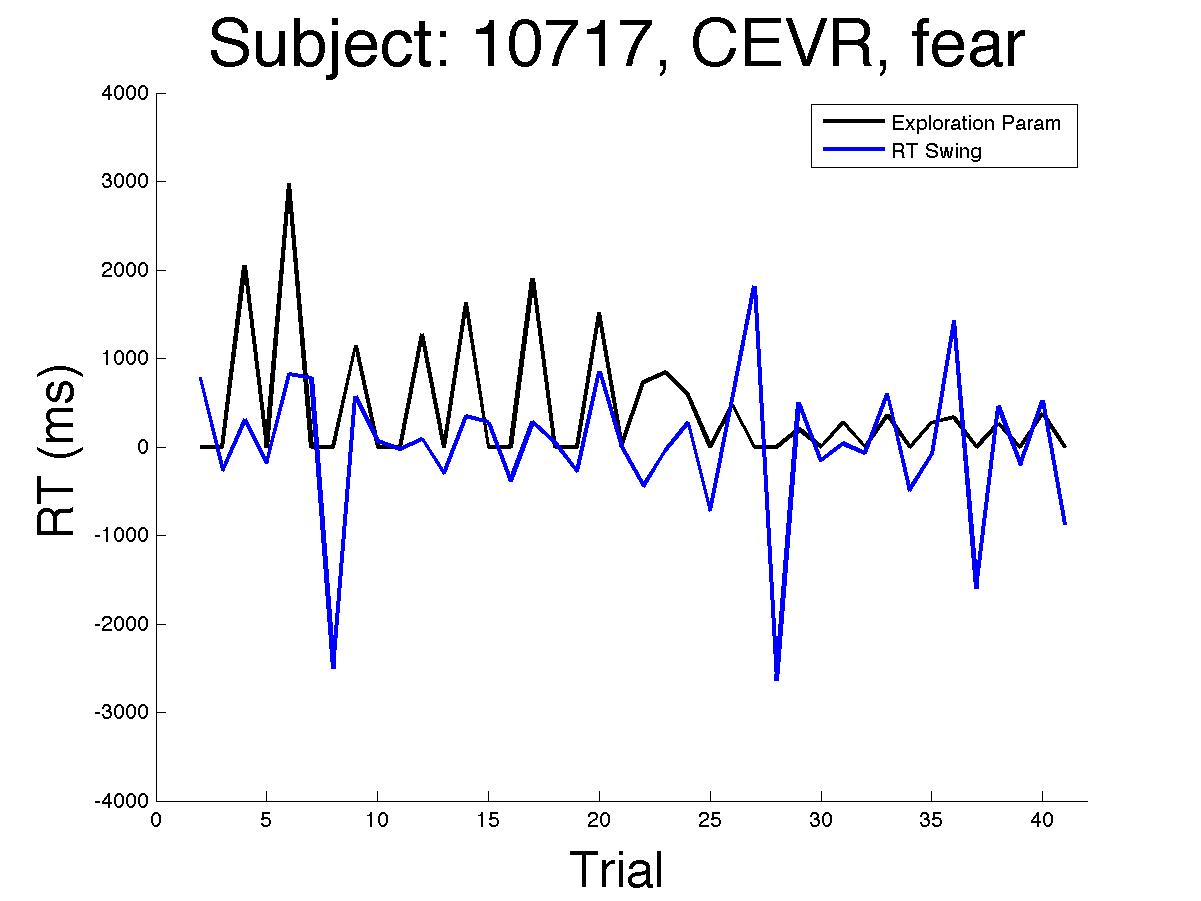 Subject: 10717, CEVR, fear
Exploration Param
RT Swing
RT (ms)
4000
3000
2000
1000
0
-1000
-2000
-3000
-4000
0 5 10 15 20 25 30 35 40
Trial